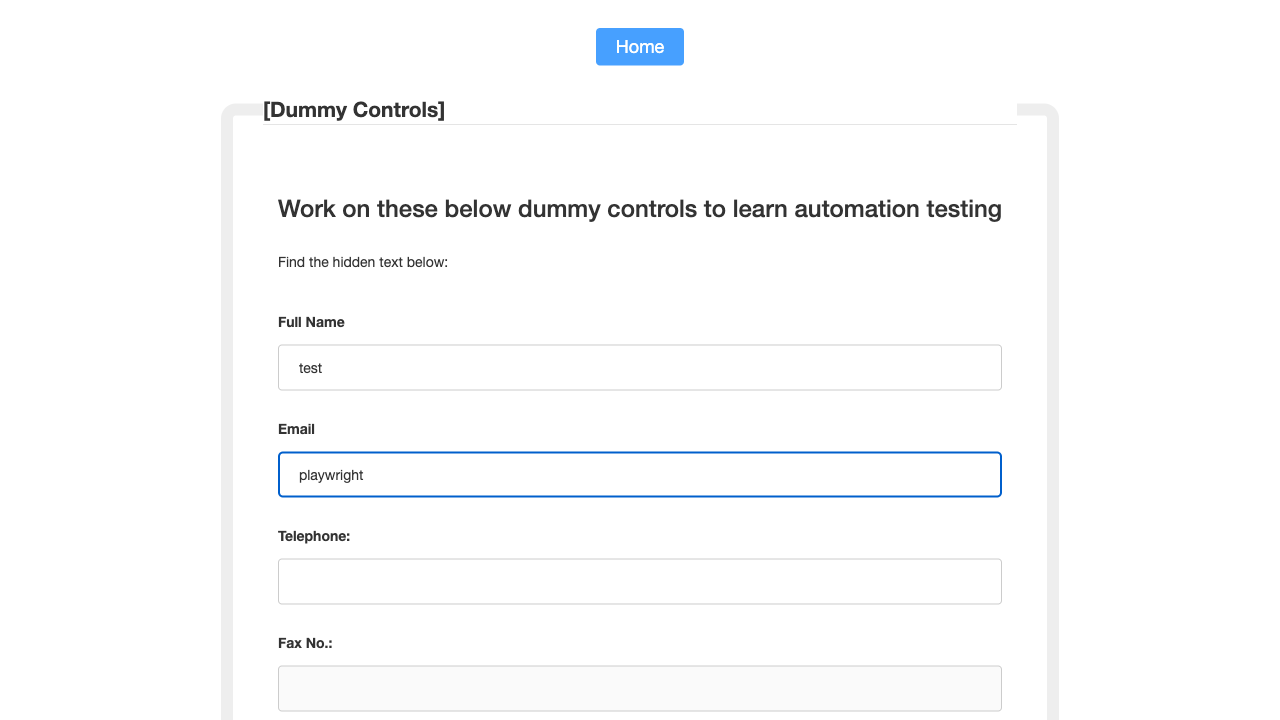 Home
[Dummy Controls]
Work on these below dummy controls to learn automation testing
Find the hidden text below:
Full Name
test
Email
playwright
Telephone:
Fax No.: